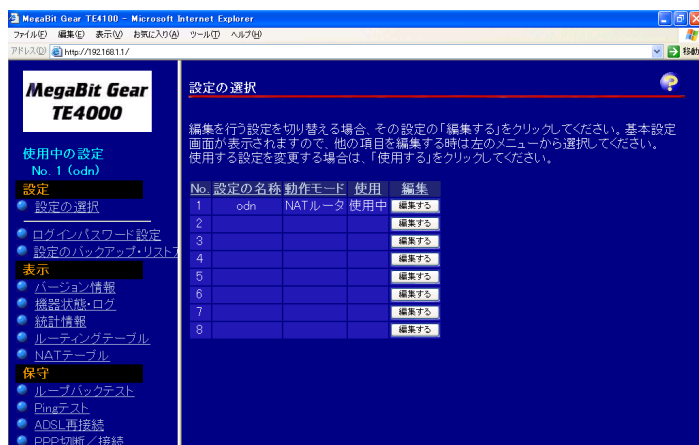 MegaBit Gear TE4100 - Microsoft Internet Explorer
ファイル(F) 編集(E) 表示(V) お気に入り(A) ツール(T) ヘルプ(H)
アドレス(D) http://192.168.1.1/ 移動
MegaBit Gear
TE4000
使用中の設定
No. 1 (odn)
設定
設定の選択
ログインパスワード設定
設定のバックアップ・リストア
表示
バージョン情報
機器状態・ログ
統計情報
ルーティングテーブル
NATテーブル
保守
ループバックテスト
Pingテスト
ADSL再接続
PPP切断/接続
設定の選択
編集を行う設定を切り替える場合、その設定の「編集する」をクリックしてください。基本設定
画面が表示されますので、他の項目を編集する時は左のメニューから選択してください。
使用する設定を変更する場合は、「使用する」をクリックしてください。
No. 設定の名称 動作モード 使用 編集
1 odn NATルータ 使用中 編集する
2 編集する
3 編集する
4 編集する
5 編集する
6 編集する
7 編集する
8 編集する